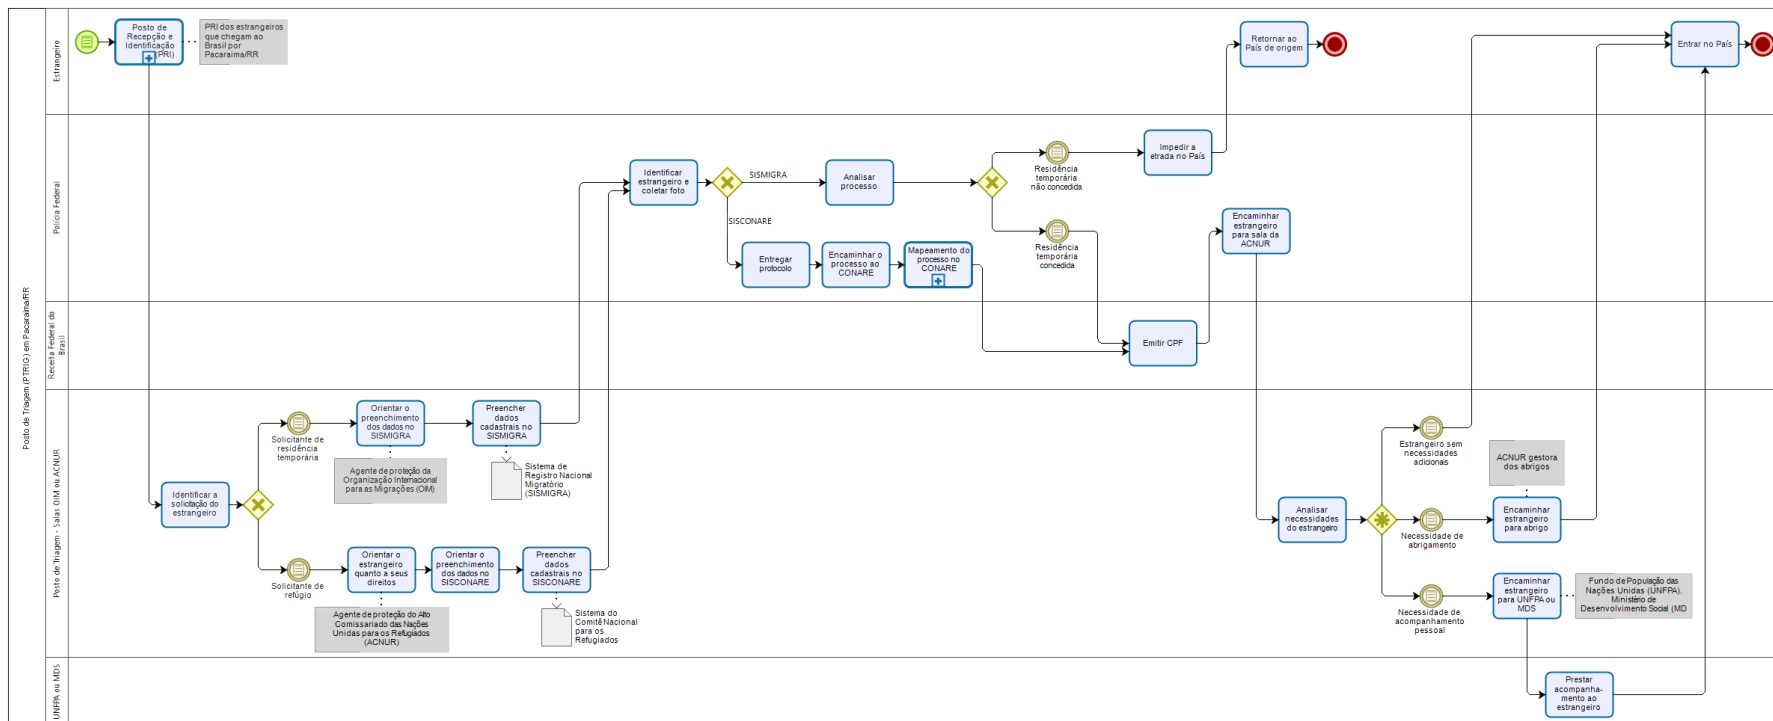 Posto de Triagem (PTRIG) em Pacaraima/RR
Estrangeiro
Posto de
Recepção e
Identificação
(PRI)
PRI dos estrangeiros
que chegam ao
Brasil por
Pacaraima/RR
Retornar ao
País de origem
Entrar no País
Polícia Federal
Identificar
estrangeiro e
coletar foto
SISMIGRA
SISCONARE
Analisar
processo
Entregar
protocolo
Encaminhar o
processo ao
CONARE
Mapeamento do
processo no
CONARE
Residência
temporária
não concedida
Residência
temporária
concedida
Impedir a
etrada no País
Encaminhar
estrangeiro
para sala da
ACNUR
Receita Federal do
Brasil
Emitir CPF
Posto de Triagem - Salas OIM ou ACNUR
Identificar a
solicitação do
estrangeiro
Solicitante de
residência
temporária
Orientar o
preenchimento
dos dados no
SISMIGRA
Agente de proteção da
Organização Internacional
para as Migrações (OIM)
Preencher
dados
cadastrais no
SISMIGRA
Sistema de
Registro Nacional
Migratório
(SISMIGRA)
Solicitante de
refúgio
Orientar o
estrangeiro
quanto a seus
direitos
Agente de proteção do Alto
Comissariado das Nações
Unidas para os Refugiados
(ACNUR)
Orientar o
preenchimento
dos dados no
SISCONARE
Preencher
dados
cadastrais no
SISCONARE
Sistema do
Comitê Nacional
para os
Refugiados
Analisar
necessidades
do estrangeiro
Estrangeiro sem
necessidades
adicionais
ACNUR gestora
dos abrigos
Necessidade de
abrigamento
Encaminhar
estrangeiro
para abrigo
Necessidade de
acompanhamento
pessoal
Encaminhar
estrangeiro
para UNFPA ou
MDS
Fundo de População das
Nações Unidas (UNFPA).
Ministério de
Desenvolvimento Social (MD
UNFPA ou MDS
Prestar
acompanha-
mento ao
estrangeiro